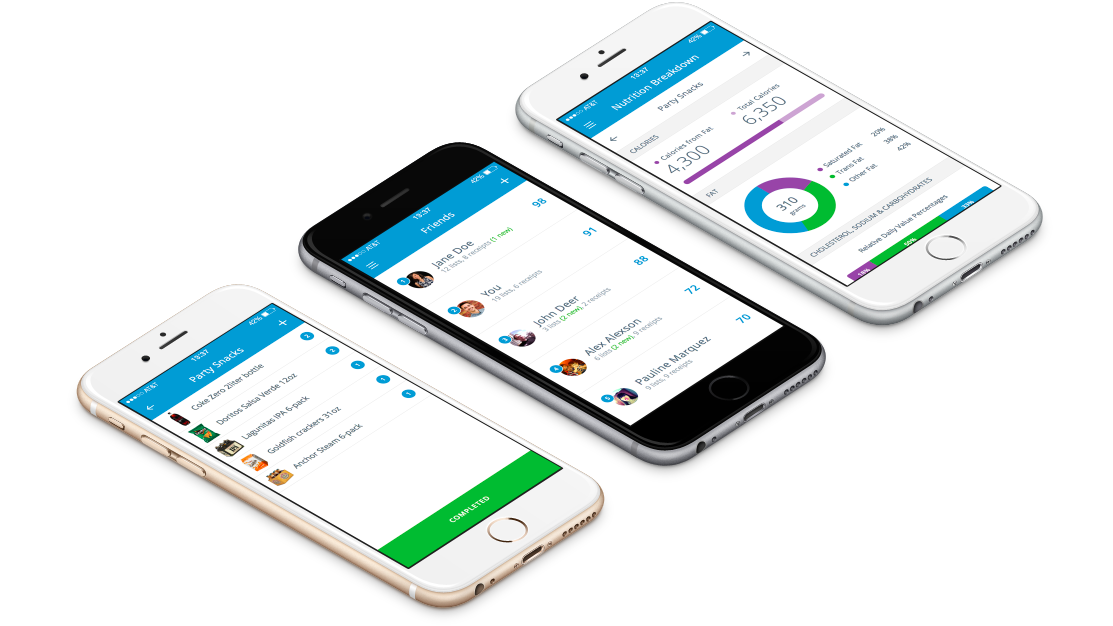 AT&T 13:37 42%
Party Snacks
Coke Zero 2liter bottle 2
Doritos Salsa Verde 12oz 2
Lagunitas IPA 6-pack 1
Goldfish crackers 31oz 1
Anchor Steam 6-pack 1
COMPLETED
AT&T 13:37 42%
Friends
1 Jane Doe 98
12 lists, 8 receipts (1 new)
2 You 91
19 lists, 6 receipts
3 John Deer 88
3 lists (2 new), 2 receipts
4 Alex Alexson 72
6 lists (2 new), 9 receipts
5 Pauline Marquez 70
9 lists, 9 receipts
AT&T 13:37 42%
Nutrition Breakdown
Party Snacks
CALORIES
Calories from Fat Total Calories
4,300 6,350
FAT
310
grams
Saturated Fat 20%
Trans Fat 38%
Other Fat 42%
CHOLESTEROL, SODIUM & CARBOHYDRATES
Relative Daily Value Percentages
18% 50% 33%